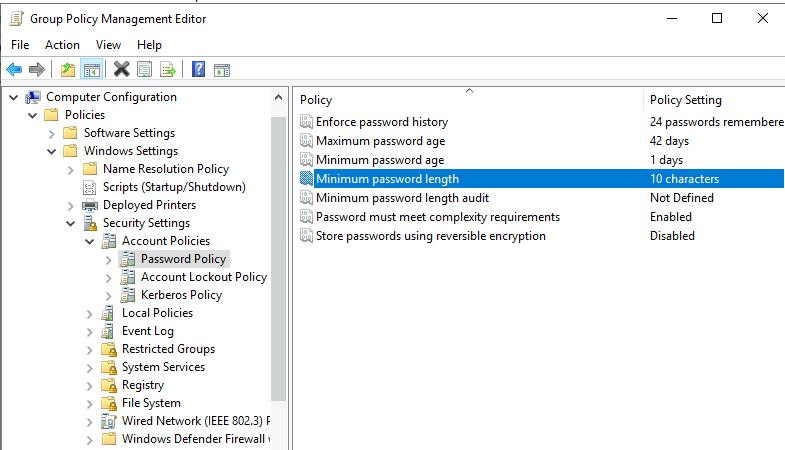 Group Policy Management Editor
File Action View Help
Computer Configuration
Policies
Software Settings
Windows Settings
Name Resolution Policy
Scripts (Startup/Shutdown)
Deployed Printers
Security Settings
Account Policies
Password Policy
Account Lockout Policy
Kerberos Policy
Local Policies
Event Log
Restricted Groups
System Services
Registry
File System
Wired Network (IEEE 802.3) P
Windows Defender Firewall w
Policy Policy Setting
Enforce password history 24 passwords remembere
Maximum password age 42 days
Minimum password age 1 days
Minimum password length 10 characters
Minimum password length audit Not Defined
Password must meet complexity requirements Enabled
Store passwords using reversible encryption Disabled